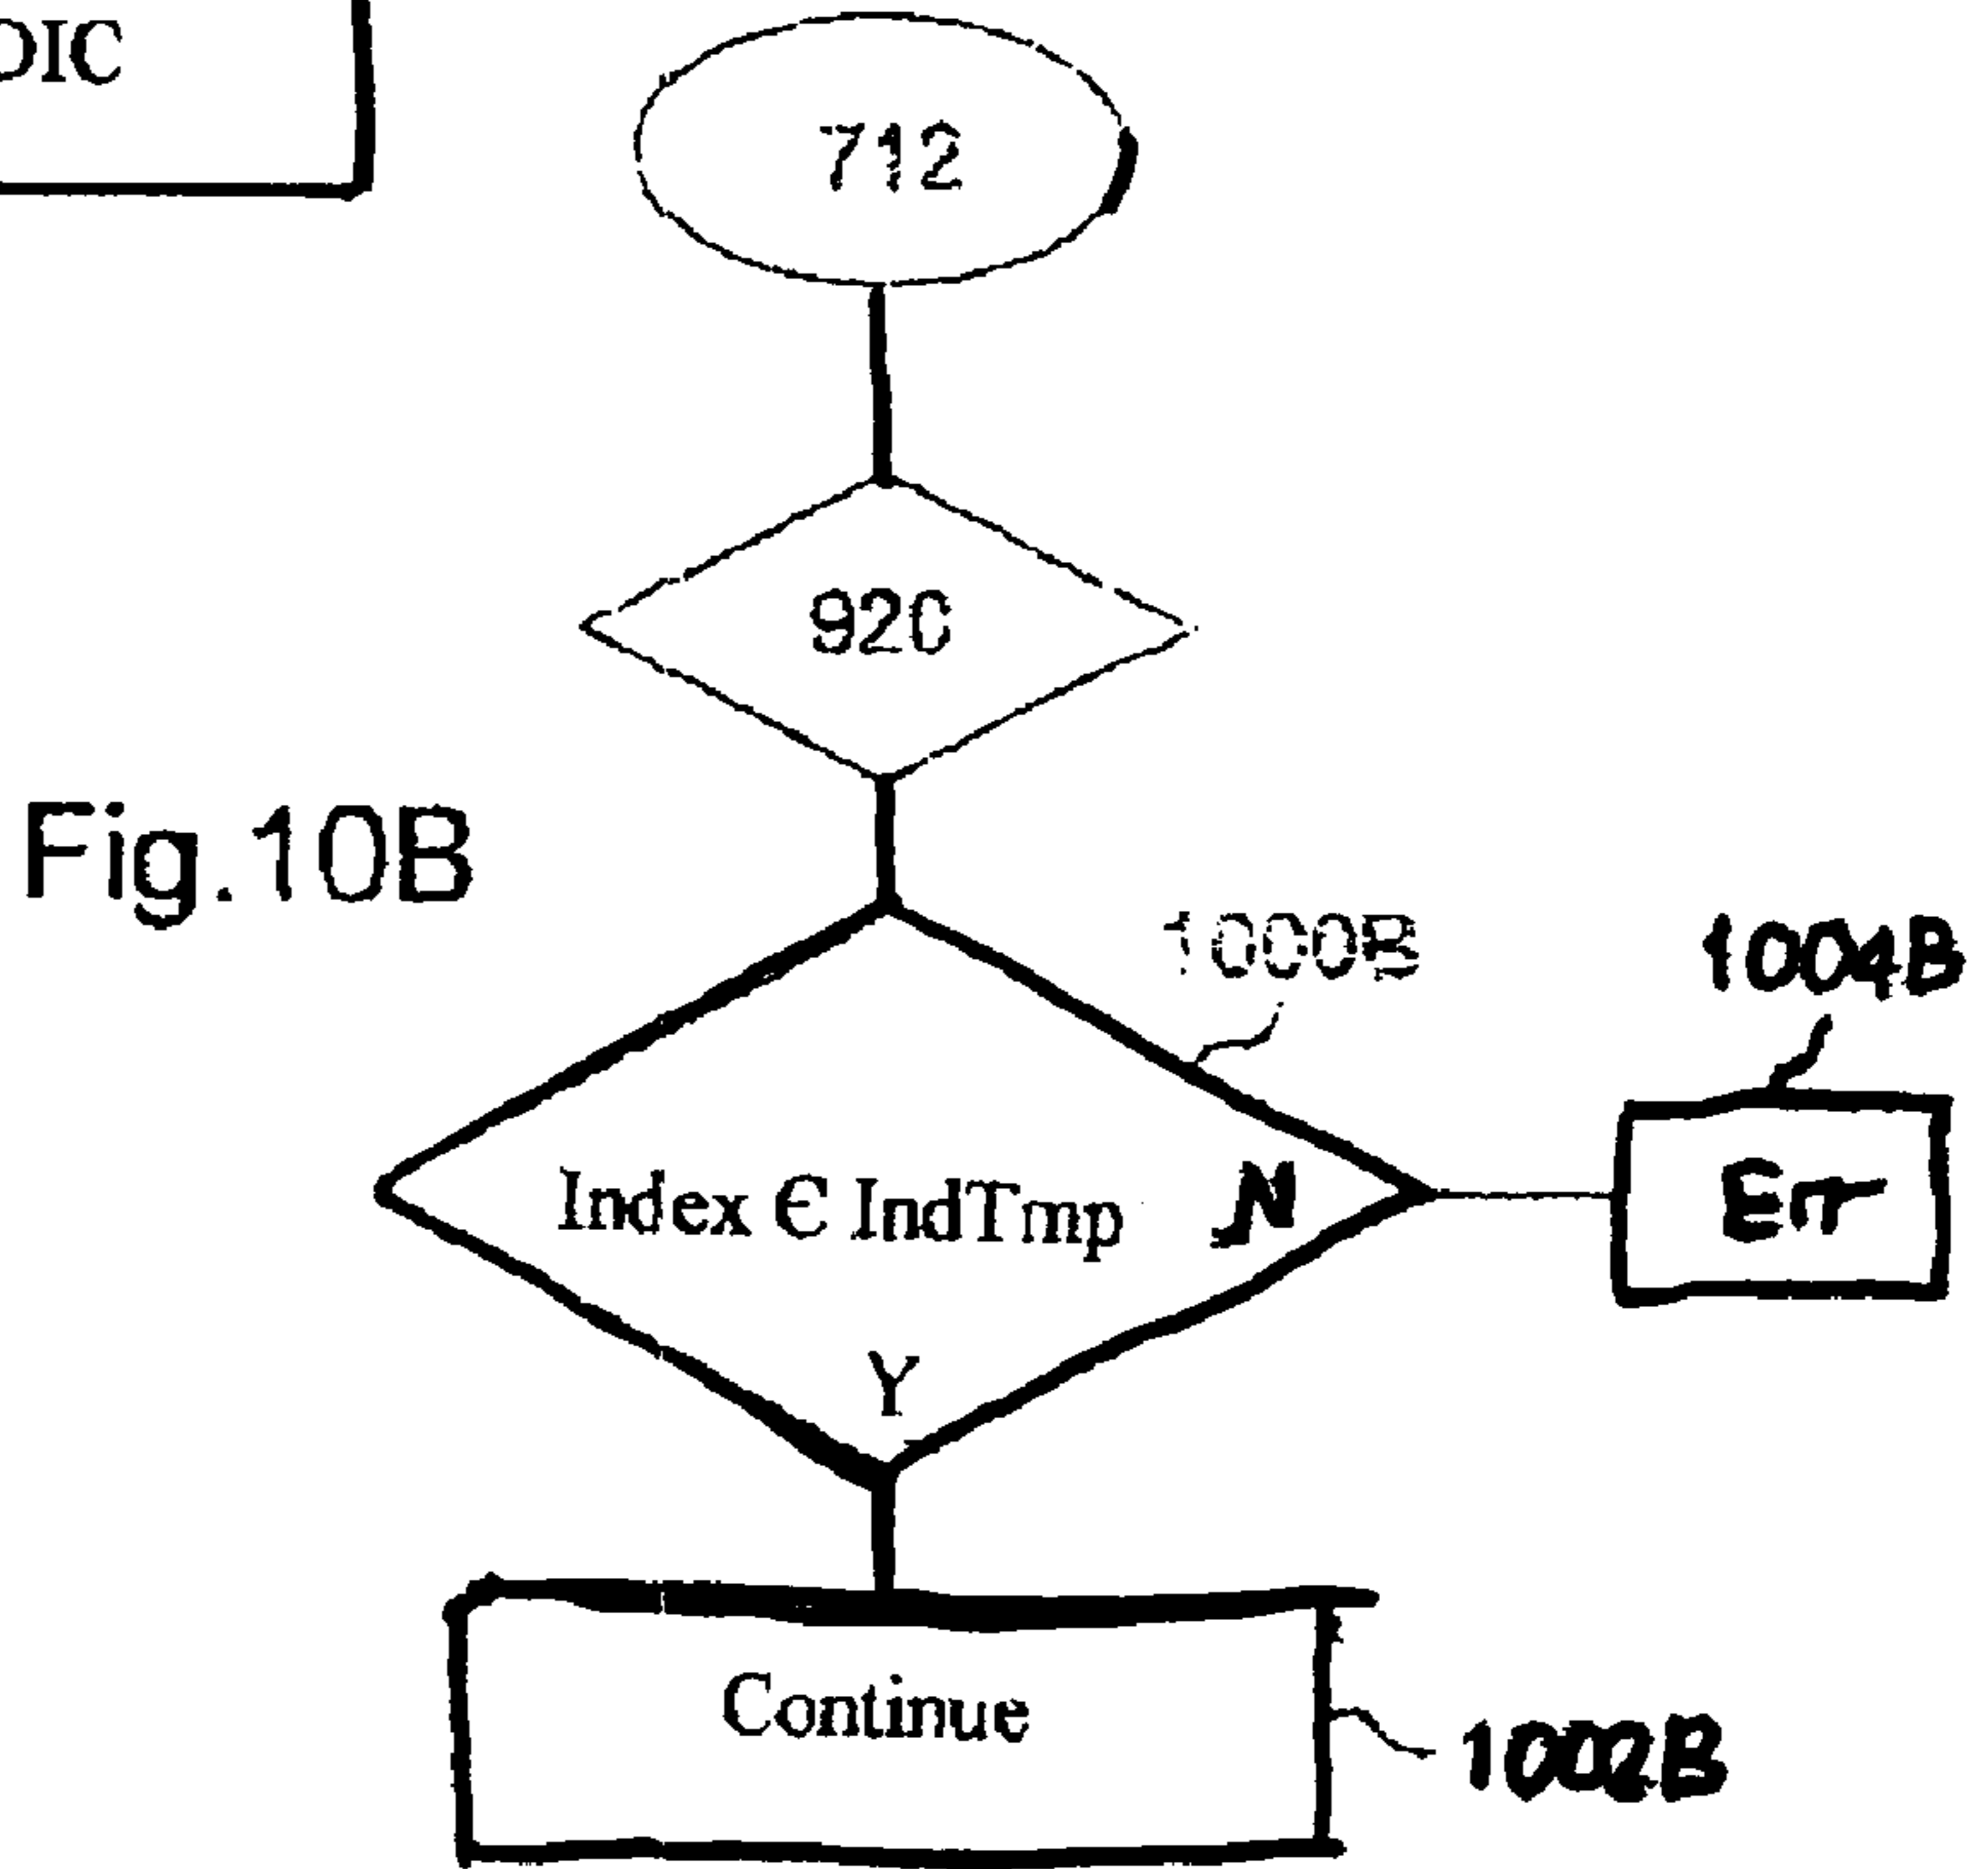 DIC
712
920
Fig.10B
1000B
1004B
Index ∈ IndTmp N
Err
Y
Continue
1002B